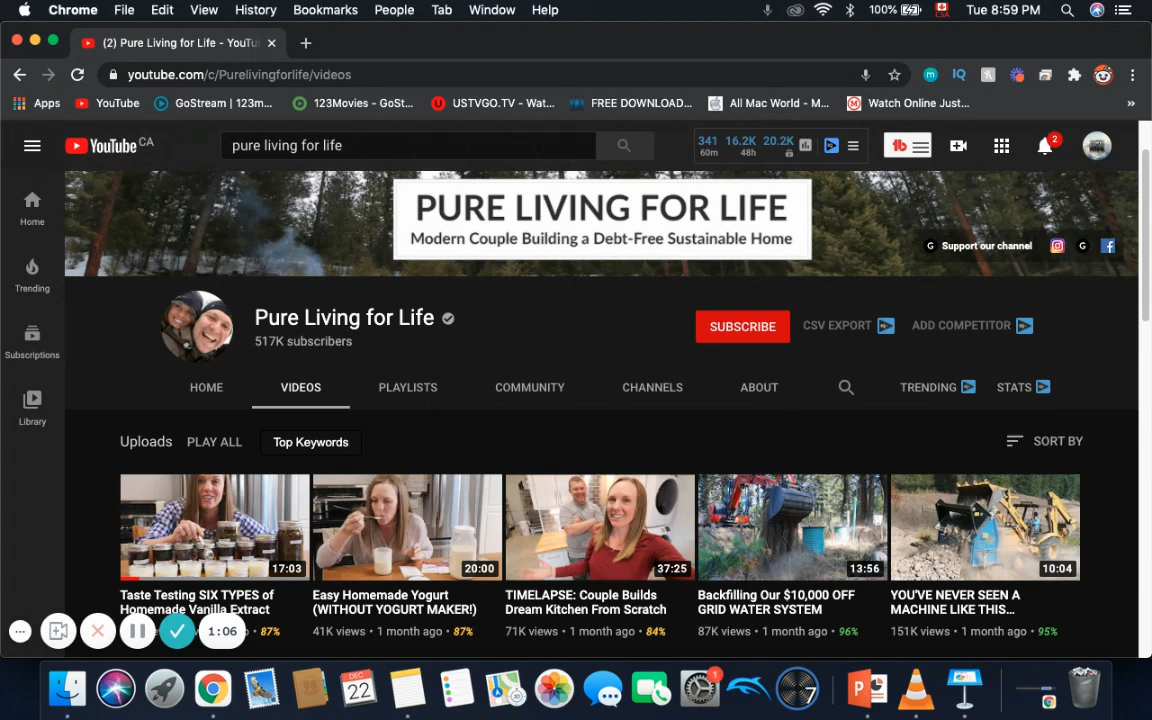 Chrome File Edit View History Bookmarks People Tab Window Help 100% CSA Tue 8:59 PM
(2) Pure Living for Life - YouTu
youtube.com/c/Purelivingforlife/videos
Apps YouTube GoStream | 123m... 123Movies - GoSt... USTVGO.TV - Wat... FREE DOWNLOAD... All Mac World - M... Watch Online Just... »
YouTube CA pure living for life 341 60m 16.2K 48h 20.2K tb 2
PURE LIVING FOR LIFE
Modern Couple Building a Debt-Free Sustainable Home
G Support our channel G
Home
Trending
Subscriptions
Library
Pure Living for Life
517K subscribers
SUBSCRIBE CSV EXPORT ADD COMPETITOR
HOME VIDEOS PLAYLISTS COMMUNITY CHANNELS ABOUT TRENDING STATS
Uploads PLAY ALL Top Keywords SORT BY
17:03 20:00 37:25 13:56 10:04
Taste Testing SIX TYPES of Homemade Vanilla Extract
87%
Easy Homemade Yogurt
(WITHOUT YOGURT MAKER!)
41K views • 1 month ago • 87%
TIMELAPSE: Couple Builds
Dream Kitchen From Scratch
71K views • 1 month ago • 84%
Backfilling Our $10,000 OFF
GRID WATER SYSTEM
87K views • 1 month ago • 96%
YOU'VE NEVER SEEN A
MACHINE LIKE THIS...
151K views • 1 month ago • 95%
1:06
DEC
22
1
7